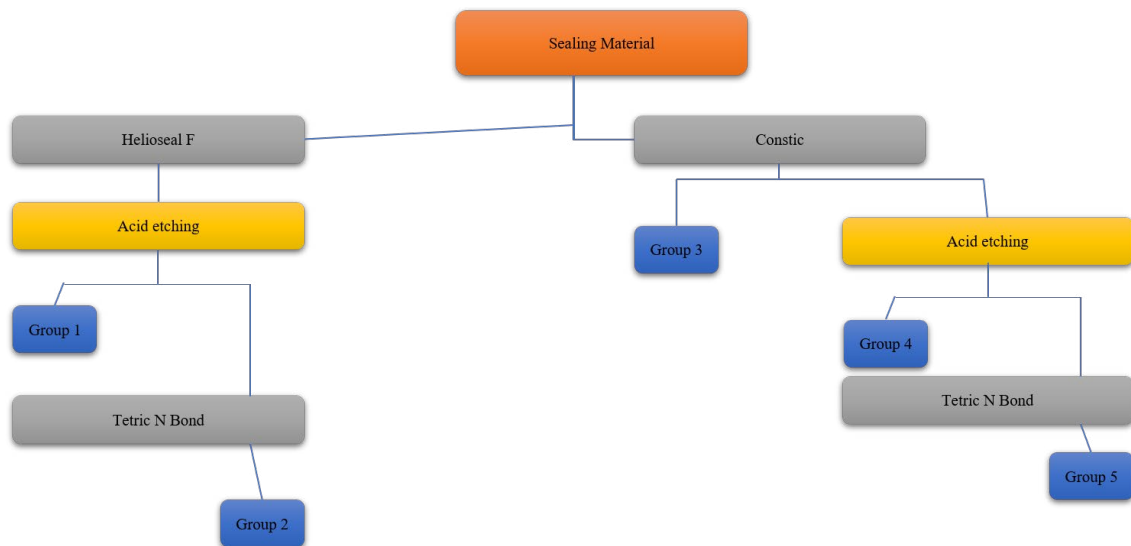 Sealing Material
Helioseal F
Constic
Acid etching
Group 3
Acid etching
Group 1
Group 4
Tetric N Bond
Tetric N Bond
Group 5
Group 2